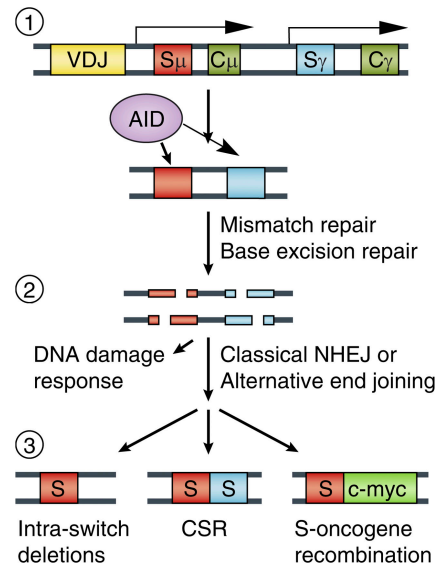 1
VDJ Sμ Cμ Sγ Cγ
AID
Mismatch repair
Base excision repair
2
DNA damage
response
Classical NHEJ or
Alternative end joining
3
S S S S c-myc
Intra-switch
deletions
CSR
S-oncogene
recombination